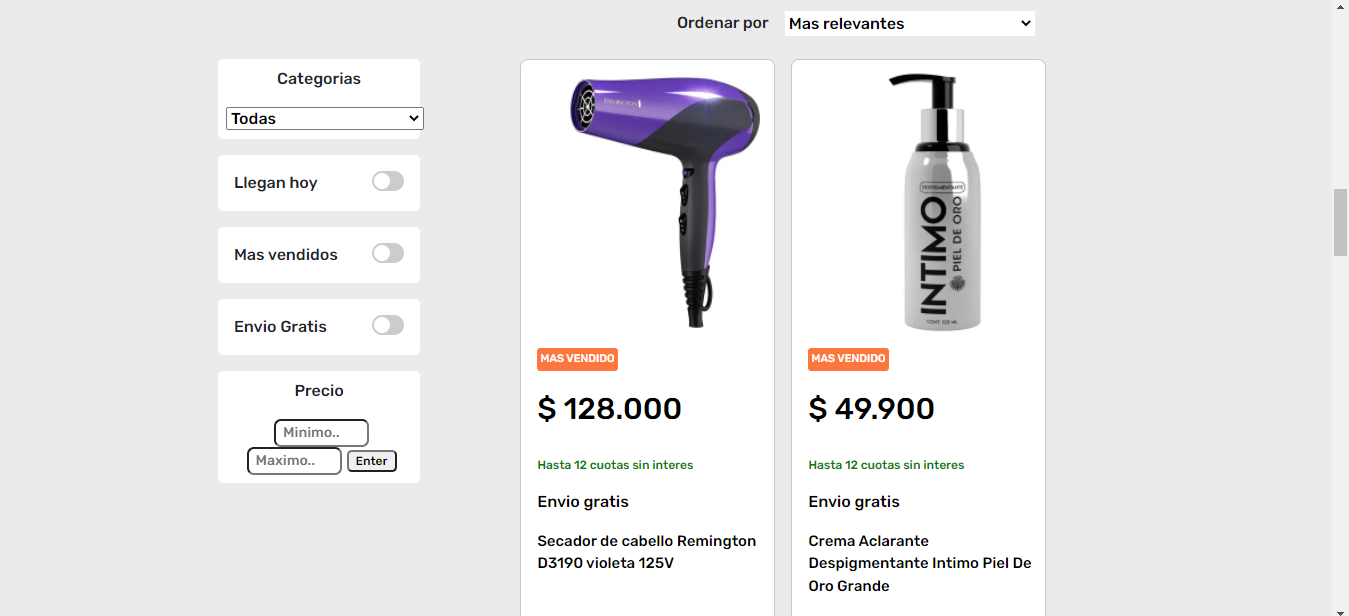 Ordenar por
Mas relevantes
Categorias
Todas
Llegan hoy
Mas vendidos
Envio Gratis
Precio
Minimo..
Maximo..
Enter
REMINGTON
MAS VENDIDO
$ 128.000
Hasta 12 cuotas sin interes
Envio gratis
Secador de cabello Remington
D3190 violeta 125V
DESPIGMENTANTE
INTIMO
PIEL DE ORO
CONT. 120 ML
MAS VENDIDO
$ 49.900
Hasta 12 cuotas sin interes
Envio gratis
Crema Aclarante
Despigmentante Intimo Piel De
Oro Grande